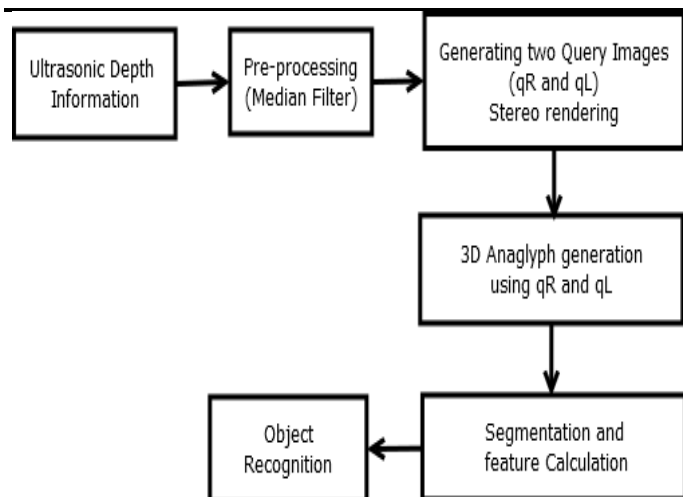 Ultrasonic Depth
Information
Pre-processing
(Median Filter)
Generating two Query Images
(qR and qL)
Stereo rendering
3D Anaglyph generation
using qR and qL
Segmentation and
feature Calculation
Object
Recognition